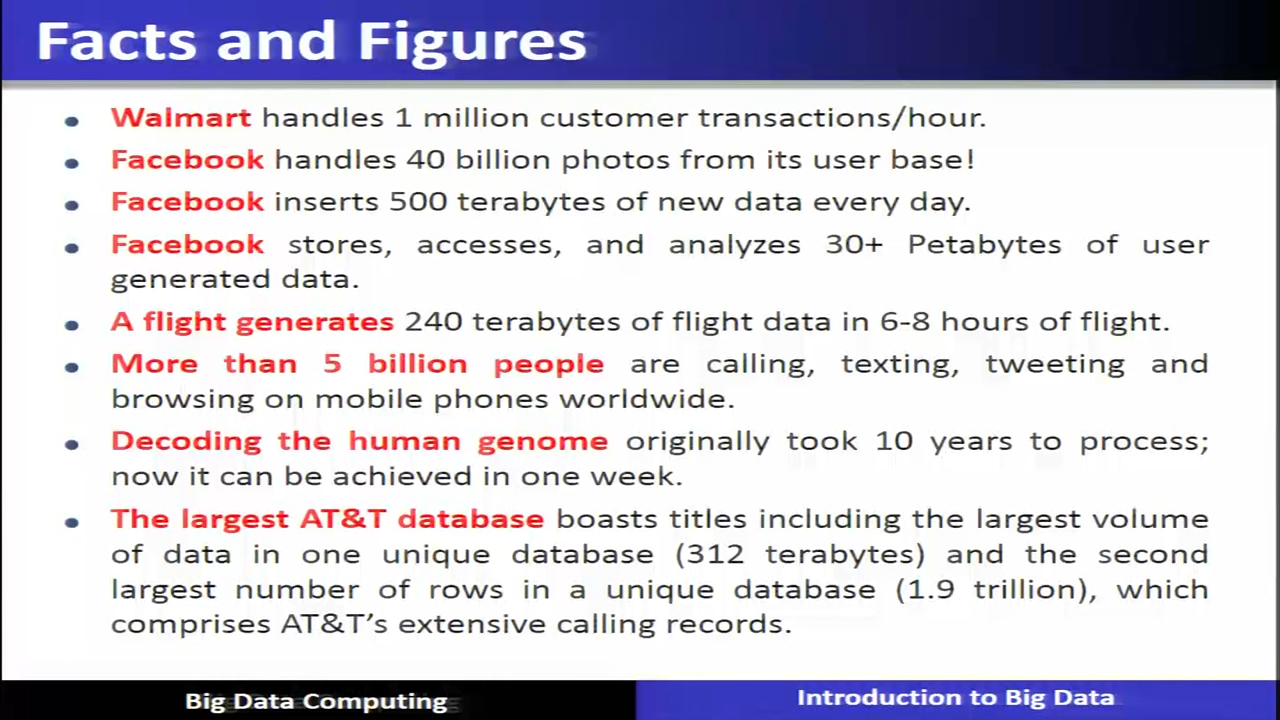 Facts and Figures
• Walmart handles 1 million customer transactions/hour.
• Facebook handles 40 billion photos from its user base!
• Facebook inserts 500 terabytes of new data every day.
• Facebook stores, accesses, and analyzes 30+ Petabytes of user
generated data.
• A flight generates 240 terabytes of flight data in 6-8 hours of flight.
• More than 5 billion people are calling, texting, tweeting and
browsing on mobile phones worldwide.
• Decoding the human genome originally took 10 years to process;
now it can be achieved in one week.
• The largest AT&T database boasts titles including the largest volume
of data in one unique database (312 terabytes) and the second
largest number of rows in a unique database (1.9 trillion), which
comprises AT&T's extensive calling records.
Big Data Computing
Introduction to Big Data